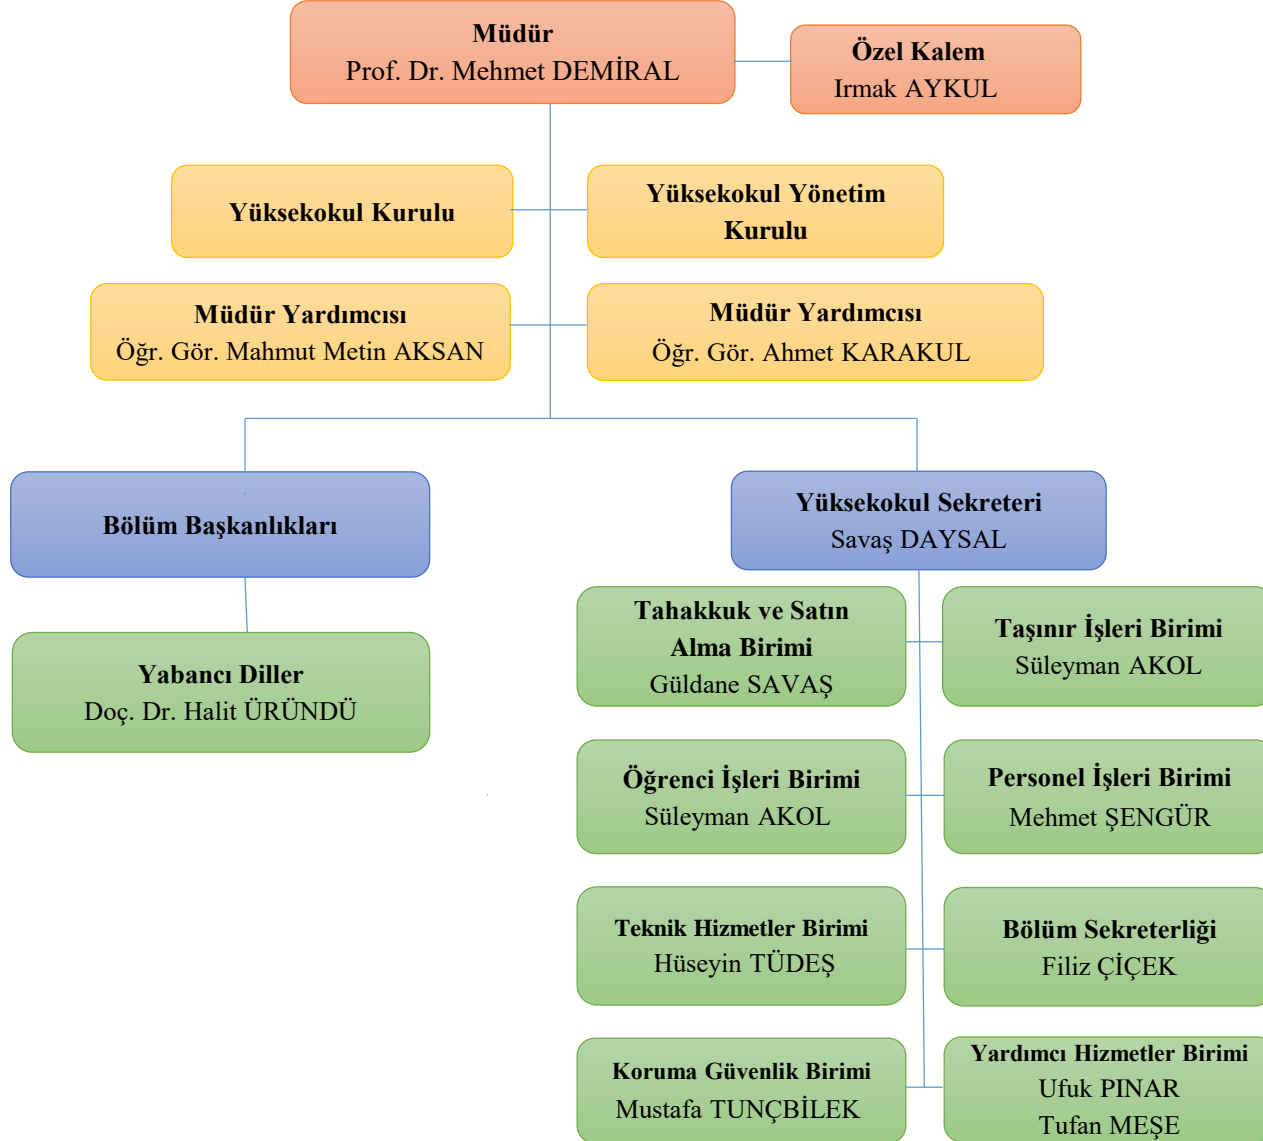 Müdür
Prof. Dr. Mehmet DEMİRAL
Özel Kalem
Irmak AYKUL
Yüksekokul Kurulu
Yüksekokul Yönetim
Kurulu
Müdür Yardımcısı
Öğr. Gör. Mahmut Metin AKSAN
Müdür Yardımcısı
Öğr. Gör. Ahmet KARAKUL
Bölüm Başkanlıkları
Yüksekokul Sekreteri
Savaş DAYSAL
Yabancı Diller
Doç. Dr. Halit ÜRÜNDÜ
Tahakkuk ve Satın
Alma Birimi
Güldane SAVAŞ
Taşınır İşleri Birimi
Süleyman AKOL
Öğrenci İşleri Birimi
Süleyman AKOL
Personel İşleri Birimi
Mehmet ŞENGÜR
Teknik Hizmetler Birimi
Hüseyin TÜDEŞ
Bölüm Sekreterliği
Filiz ÇİÇEK
Koruma Güvenlik Birimi
Mustafa TUNÇBİLEK
Yardımcı Hizmetler Birimi
Ufuk PINAR
Tufan MEŞE